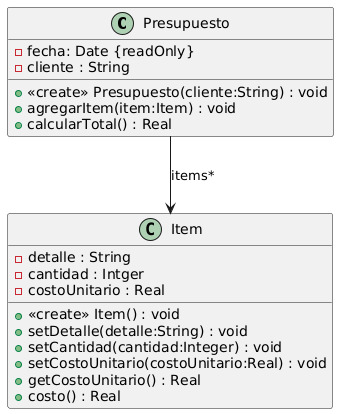 C Presupuesto
fecha: Date {readOnly}
cliente : String
«create» Presupuesto(cliente:String) : void
agregarItem(item:Item) : void
calcularTotal() : Real
items*
C Item
detalle : String
cantidad : Intger
costoUnitario : Real
«create» Item() : void
setDetalle(detalle:String) : void
setCantidad(cantidad:Integer) : void
setCostoUnitario(costoUnitario:Real) : void
getCostoUnitario() : Real
costo() : Real